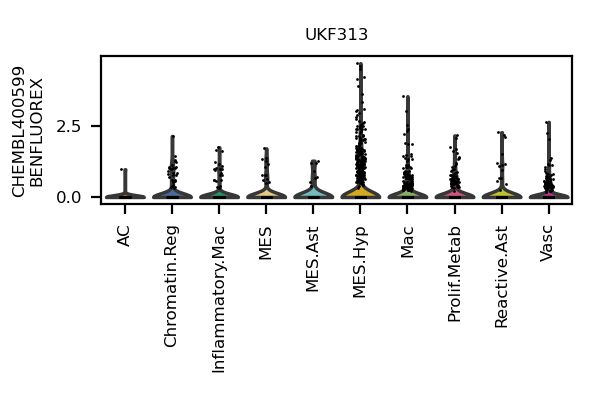 UKF313
CHEMBL400599
BENFLUOREX
2.5
0.0
AC
Chromatin.Reg
Inflammatory.Mac
MES
MES.Ast
MES.Hyp
Mac
Prolif.Metab
Reactive.Ast
Vasc